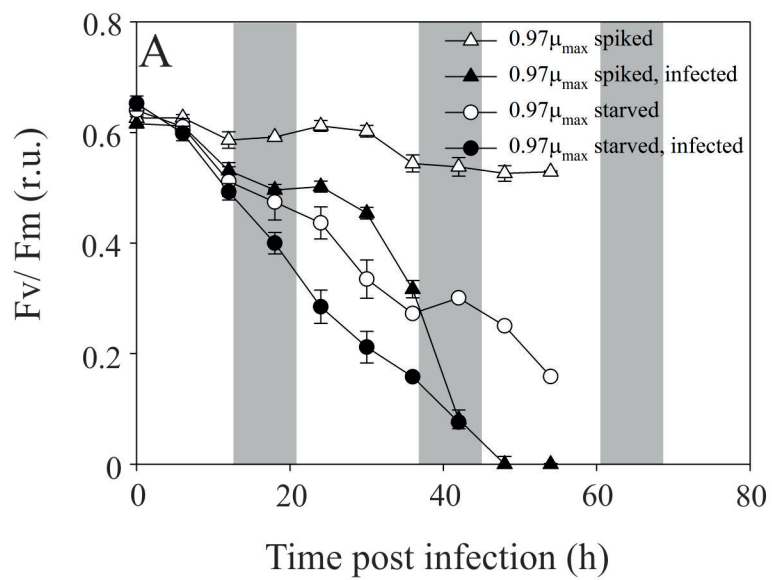 A
0.97μmax spiked
0.97μmax spiked, infected
0.97μmax starved
0.97μmax starved, infected
Fv/ Fm (r.u.)
0.8
0.6
0.4
0.2
0
0 20 40 60 80
Time post infection (h)